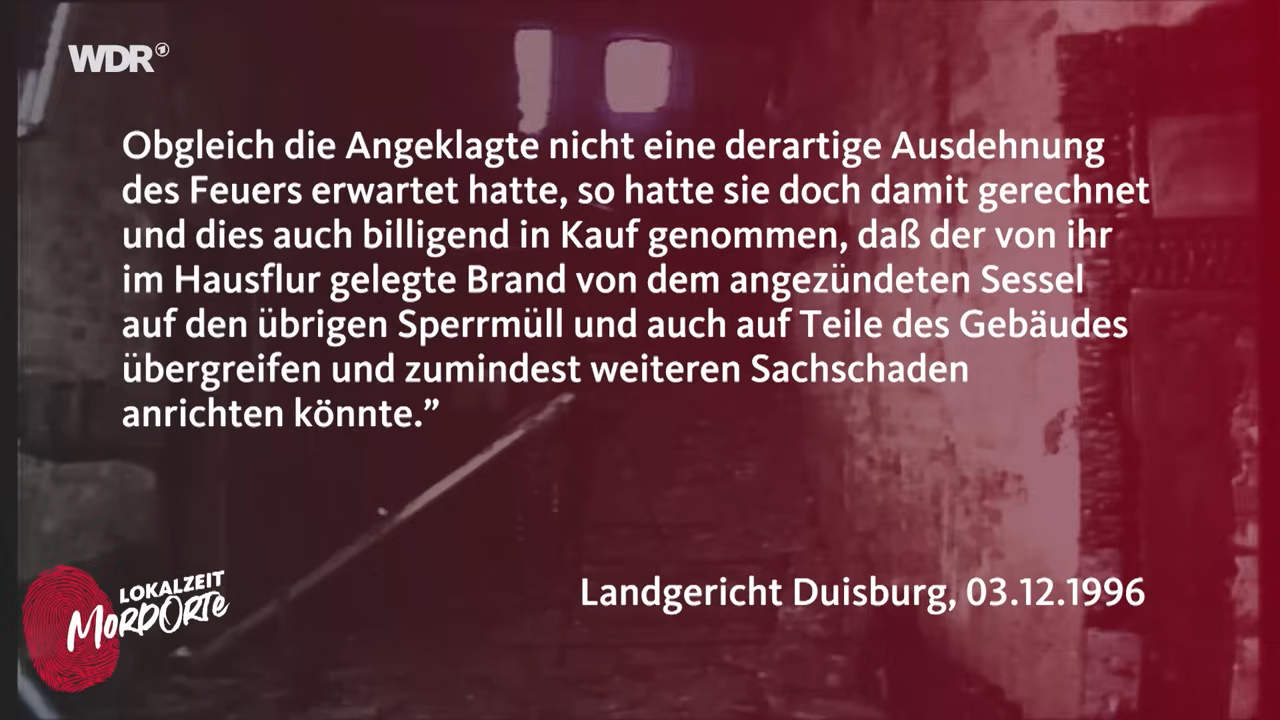 WDR
Obgleich die Angeklagte nicht eine derartige Ausdehnung
des Feuers erwartet hatte, so hatte sie doch damit gerechnet
und dies auch billigend in Kauf genommen, daß der von ihr
im Hausflur gelegte Brand von dem angezündeten Sessel
auf den übrigen Sperrmüll und auch auf Teile des Gebäudes
übergreifen und zumindest weiteren Sachschaden
anrichten könnte.”
Landgericht Duisburg, 03.12.1996
LOKALZEIT
MORDORTE